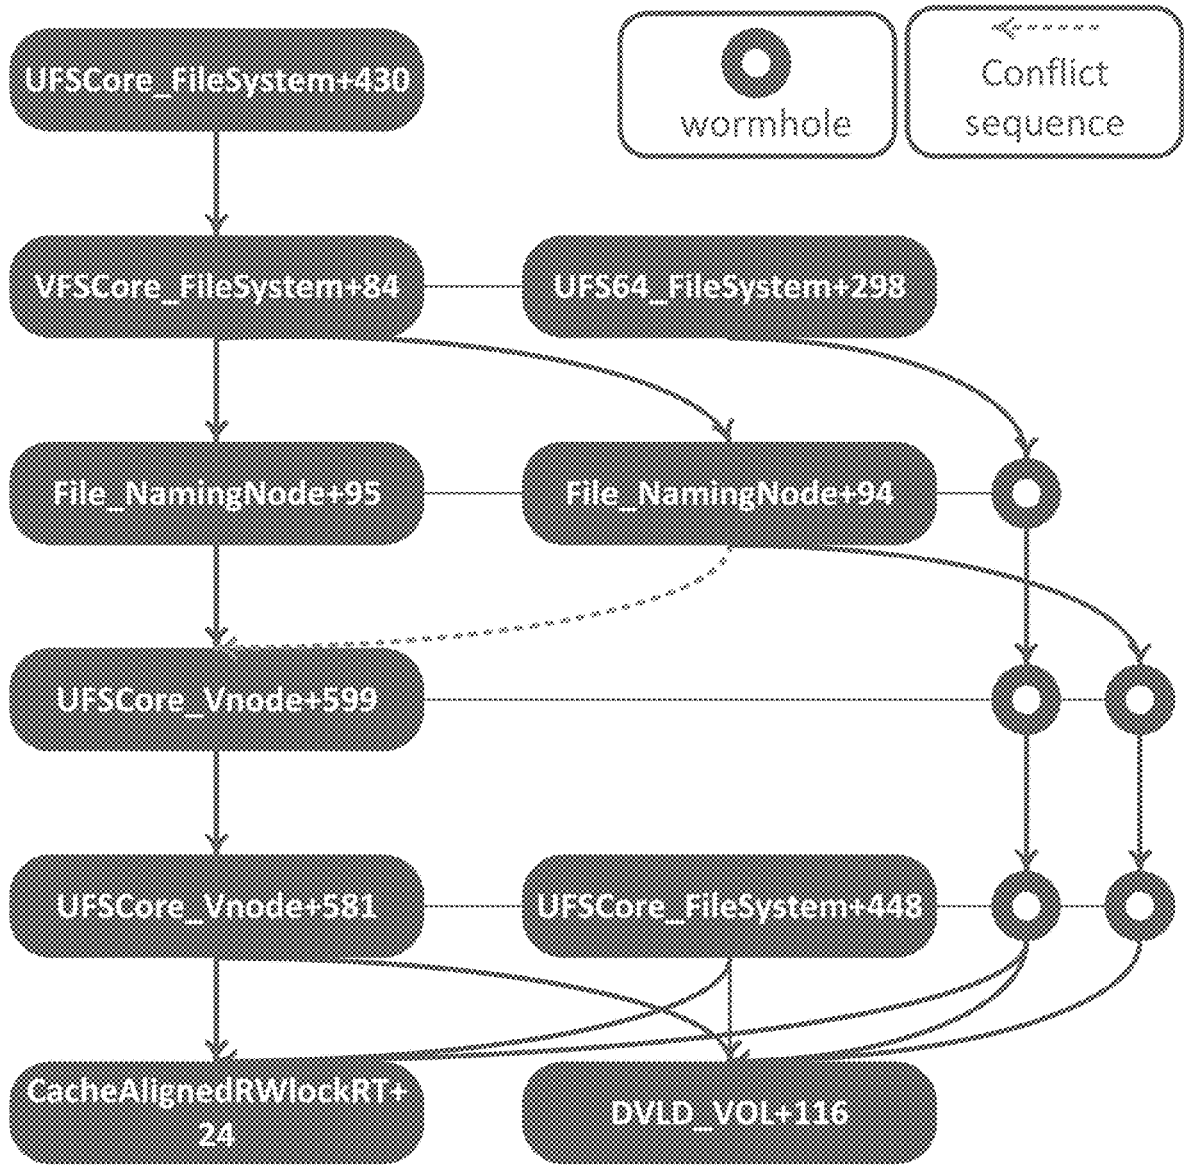 UFSCore_FileSystem+430
wormhole
Conflict
sequence
VFSCore_FileSystem+84
UFS64_FileSystem+298
File_NamingNode+95
File_NamingNode+94
UFSCore_Vnode+599
UFSCore_Vnode+581
UFSCore_FileSystem+448
CacheAlignedRWlockRT+
24
DVLD_VOL+116